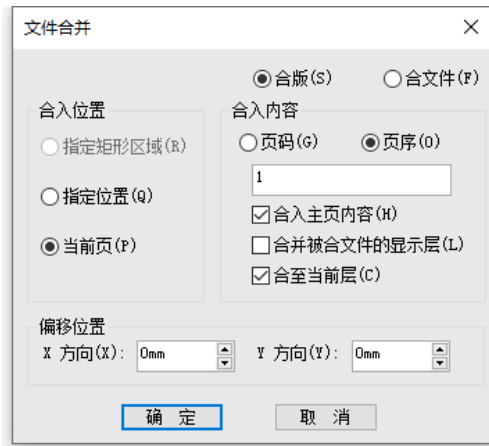 文件合并
合版(S) 合文件(F)
合入位置 合入内容
指定矩形区域(R) 页码(G) 页序(O)
1
指定位置(Q) 合入主页内容(H)
合并被合文件的显示层(L)
当前页(P)
合至当前层(C)
偏移位置
X 方向(X): 0mm Y 方向(Y): 0mm
确 定 取 消